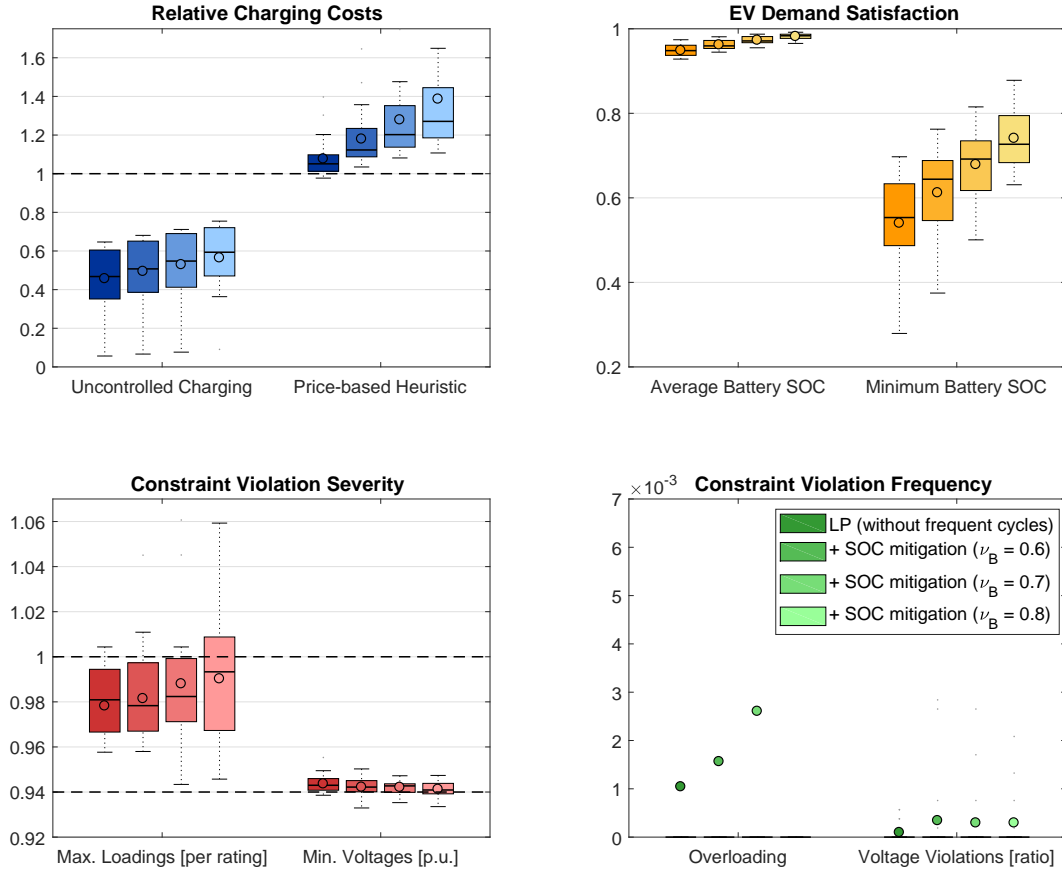 Relative Charging Costs
1.6
1.4
1.2
1
0.8
0.6
0.4
0.2
0
Uncontrolled Charging Price-based Heuristic
EV Demand Satisfaction
1
0.8
0.6
0.4
0.2
Average Battery SOC Minimum Battery SOC
Constraint Violation Severity
1.06
1.04
1.02
1
0.98
0.96
0.94
0.92
Max. Loadings [per rating] Min. Voltages [p.u.]
Constraint Violation Frequency
×10⁻³
7
6
5
4
3
2
1
0
LP (without frequent cycles)
+ SOC mitigation (ν_B = 0.6)
+ SOC mitigation (ν_B = 0.7)
+ SOC mitigation (ν_B = 0.8)
Overloading Voltage Violations [ratio]